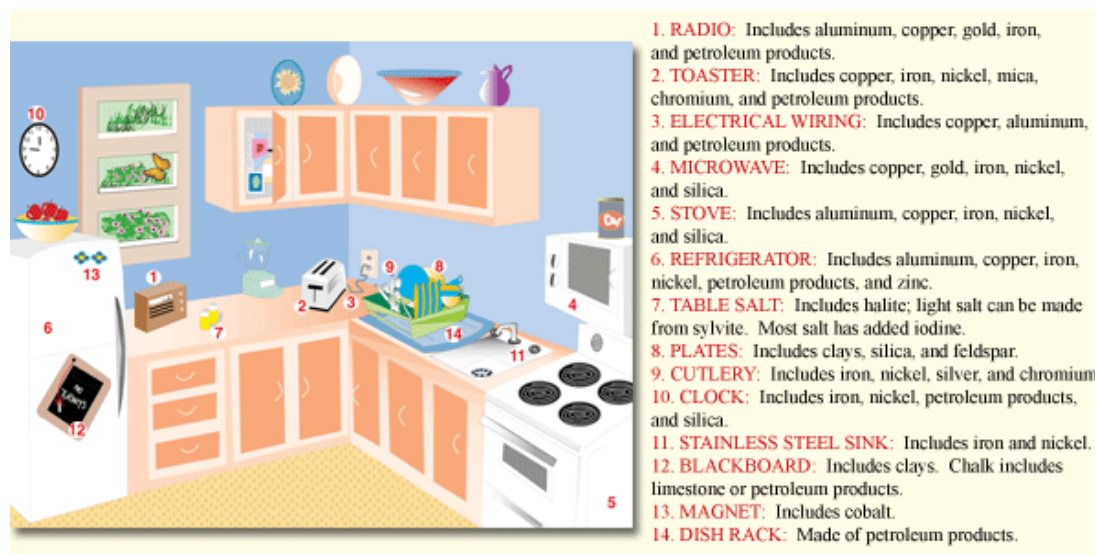 10
13
1
6
7
2
3
9
8
14
11
4
12
5
1. RADIO: Includes aluminum, copper, gold, iron,
and petroleum products.
2. TOASTER: Includes copper, iron, nickel, mica,
chromium, and petroleum products.
3. ELECTRICAL WIRING: Includes copper, aluminum,
and petroleum products.
4. MICROWAVE: Includes copper, gold, iron, nickel,
and silica.
5. STOVE: Includes aluminum, copper, iron, nickel,
and silica.
6. REFRIGERATOR: Includes aluminum, copper, iron,
nickel, petroleum products, and zinc.
7. TABLE SALT: Includes halite; light salt can be made
from sylvite. Most salt has added iodine.
8. PLATES: Includes clays, silica, and feldspar.
9. CUTLERY: Includes iron, nickel, silver, and chromium
10. CLOCK: Includes iron, nickel, petroleum products,
and silica.
11. STAINLESS STEEL SINK: Includes iron and nickel.
12. BLACKBOARD: Includes clays. Chalk includes
limestone or petroleum products.
13. MAGNET: Includes cobalt.
14. DISH RACK: Made of petroleum products.